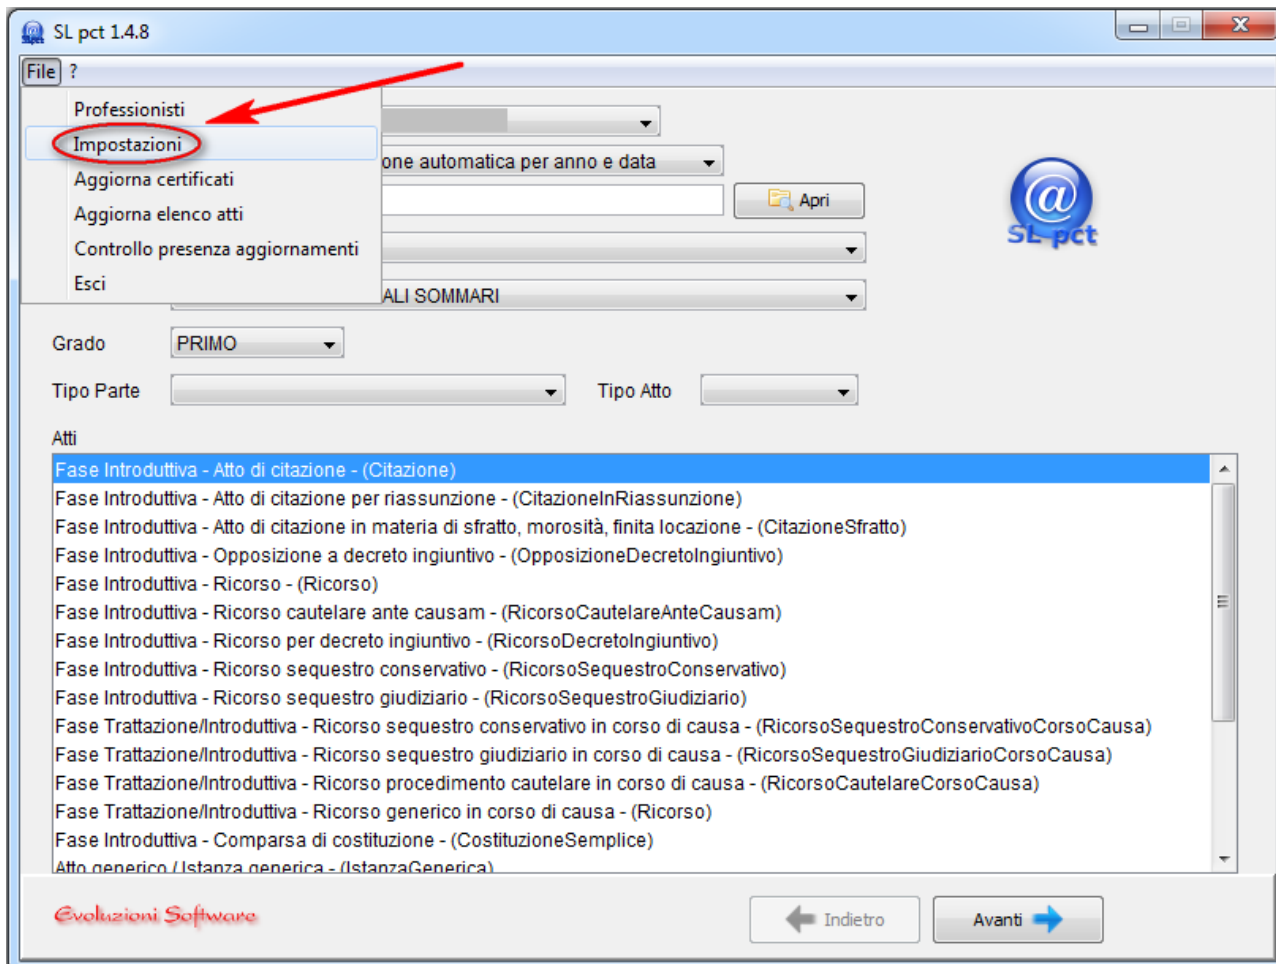 SL pct 1.4.8
File ?
Professionisti
Impostazioni
one automatica per anno e data
Aggiorna certificati
Apri
Aggiorna elenco atti
SL pct
Controllo presenza aggiornamenti
Esci
ALI SOMMARI
Grado PRIMO
Tipo Parte Tipo Atto
Atti
Fase Introduttiva - Atto di citazione - (Citazione)
Fase Introduttiva - Atto di citazione per riassunzione - (CitazioneInRiassunzione)
Fase Introduttiva - Atto di citazione in materia di sfratto, morosità, finita locazione - (CitazioneSfratto)
Fase Introduttiva - Opposizione a decreto ingiuntivo - (OpposizioneDecretoIngiuntivo)
Fase Introduttiva - Ricorso - (Ricorso)
Fase Introduttiva - Ricorso cautelare ante causam - (RicorsoCautelareAnteCausam)
Fase Introduttiva - Ricorso per decreto ingiuntivo - (RicorsoDecretoIngiuntivo)
Fase Introduttiva - Ricorso sequestro conservativo - (RicorsoSequestroConservativo)
Fase Introduttiva - Ricorso sequestro giudiziario - (RicorsoSequestroGiudiziario)
Fase Trattazione/Introduttiva - Ricorso sequestro conservativo in corso di causa - (RicorsoSequestroConservativoCorsoCausa)
Fase Trattazione/Introduttiva - Ricorso sequestro giudiziario in corso di causa - (RicorsoSequestroGiudiziarioCorsoCausa)
Fase Trattazione/Introduttiva - Ricorso procedimento cautelare in corso di causa - (RicorsoCautelareCorsoCausa)
Fase Trattazione/Introduttiva - Ricorso generico in corso di causa - (Ricorso)
Fase Introduttiva - Comparsa di costituzione - (CostituzioneSemplice)
Atto generico / Istanza generica - (IstanzaGenerica)
Evoluzioni Software
Indietro
Avanti